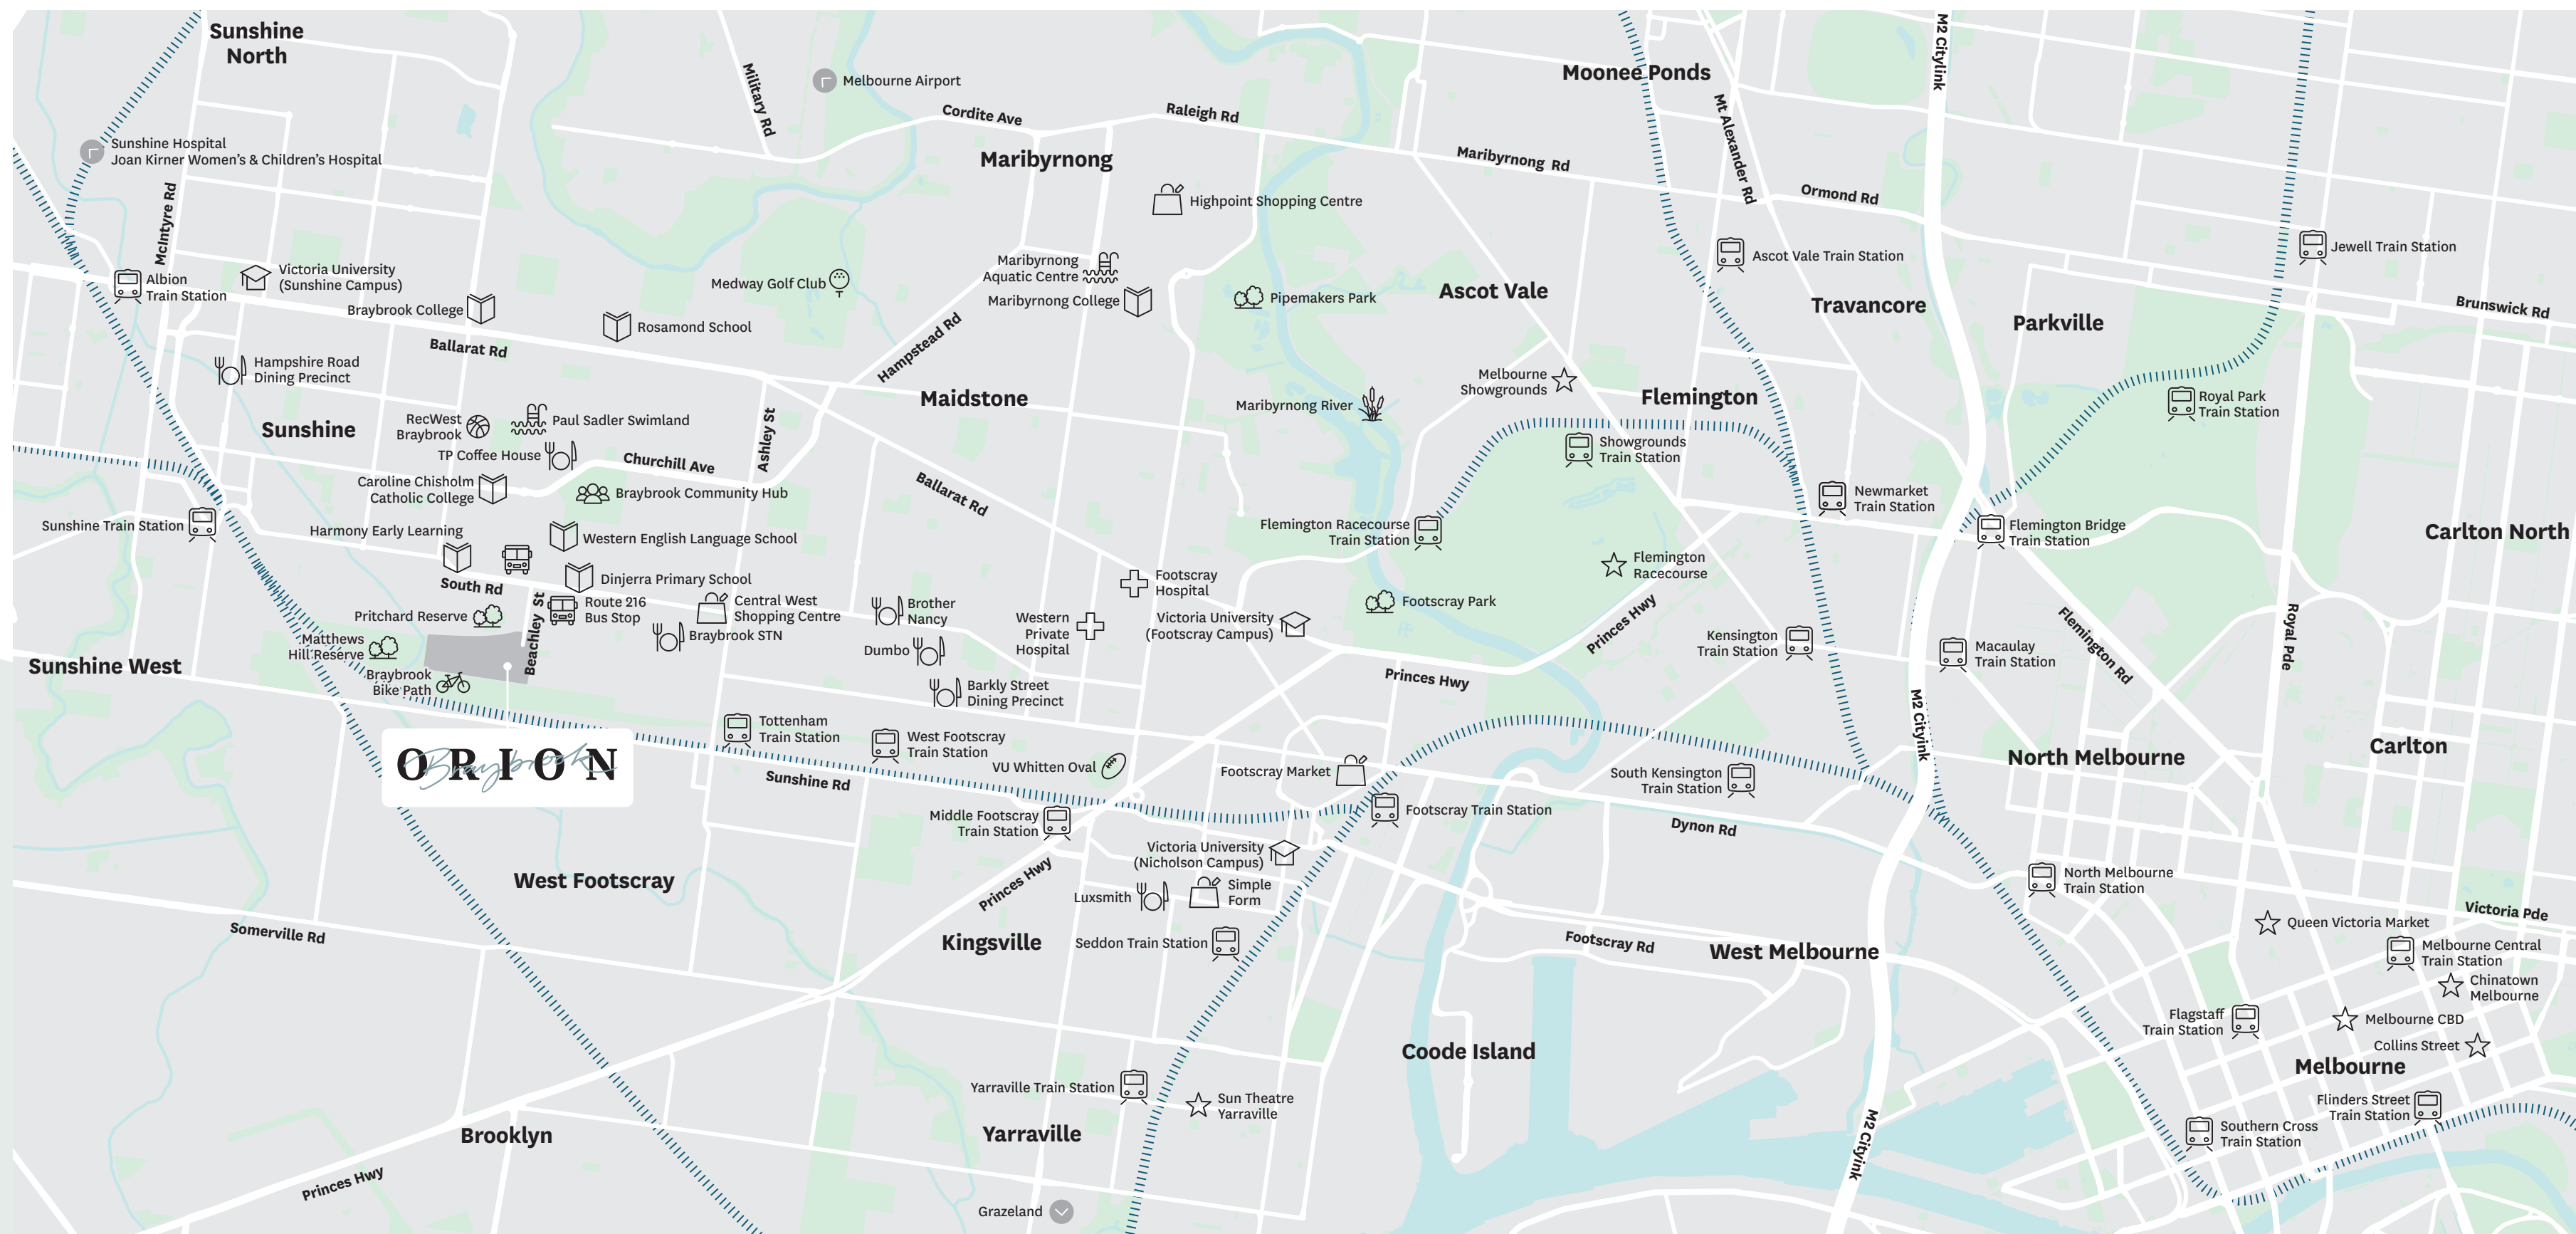 Sunshine
North
Military Rd
Melbourne Airport
Cordite Ave
Raleigh Rd
Moonee Ponds
M2 Citylink
Mt Alexander Rd
Sunshine Hospital
Joan Kirner Women's & Children's Hospital
Maribyrnong
Maribyrnong Rd
Ormond Rd
McIntyre Rd
Highpoint Shopping Centre
Jewell Train Station
Ascot Vale Train Station
Albion
Train Station
Victoria University
(Sunshine Campus)
Braybrook College
Medway Golf Club
Maribyrnong
Aquatic Centre
Maribyrnong College
Pipemakers Park
Ascot Vale
Travancore
Parkville
Brunswick Rd
Rosamond School
Ballarat Rd
Hampstead Rd
Hampshire Road
Dining Precinct
Maidstone
Melbourne
Showgrounds
Flemington
Maribyrnong River
Royal Park
Train Station
Sunshine
RecWest
Braybrook
Paul Sadler Swimland
TP Coffee House
Churchill Ave
Ashley St
Showgrounds
Train Station
Caroline Chisholm
Catholic College
Braybrook Community Hub
Ballarat Rd
Newmarket
Train Station
Sunshine Train Station
Harmony Early Learning
Western English Language School
Flemington Racecourse
Train Station
Flemington Bridge
Train Station
Carlton North
South Rd
Dinjerra Primary School
Footscray
Hospital
Flemington
Racecourse
Pritchard Reserve
Beachley St
Route 216
Bus Stop
Central West
Shopping Centre
Braybrook STN
Brother
Nancy
Dumbo
Western
Private
Hospital
Victoria University
(Footscray Campus)
Footscray Park
Princes Hwy
Kensington
Train Station
Macaulay
Train Station
Flemington Rd
Royal Pde
Matthews
Hill Reserve
Sunshine West
Braybrook
Bike Path
Barkly Street
Dining Precinct
Princes Hwy
M2 Cityink
Tottenham
Train Station
West Footscray
Train Station
VU Whitten Oval
ORION
Braybrook
Sunshine Rd
Footscray Market
South Kensington
Train Station
North Melbourne
Carlton
Middle Footscray
Train Station
Footscray Train Station
Dynon Rd
Victoria University
(Nicholson Campus)
West Footscray
Princes Hwy
Luxsmith
Simple
Form
North Melbourne
Train Station
Victoria Pde
Somerville Rd
Kingsville
Seddon Train Station
Footscray Rd
West Melbourne
Queen Victoria Market
Melbourne Central
Train Station
Chinatown
Melbourne
Flagstaff
Train Station
Melbourne CBD
Collins Street
Coode Island
Melbourne
Yarraville Train Station
Sun Theatre
Yarraville
Flinders Street
Train Station
Southern Cross
Train Station
Brooklyn
Yarraville
M2 Cityink
Princes Hwy
Grazeland